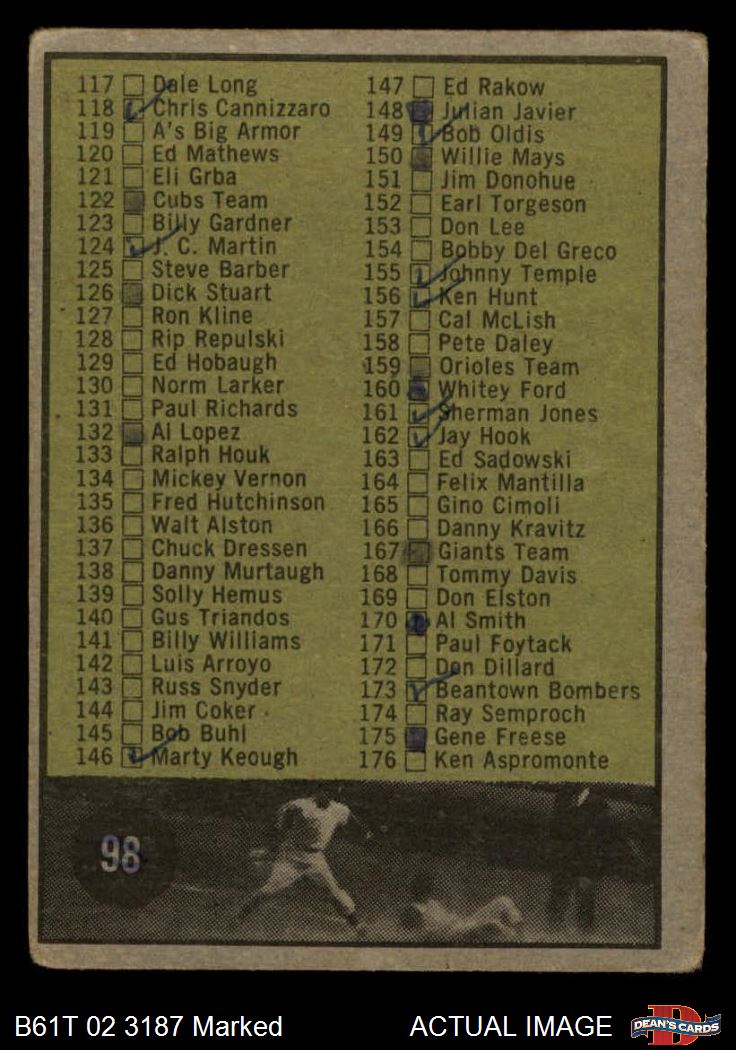 117 Dale Long
118 Chris Cannizzaro
119 A's Big Armor
120 Ed Mathews
121 Eli Grba
122 Cubs Team
123 Billy Gardner
124 J. C. Martin
125 Steve Barber
126 Dick Stuart
127 Ron Kline
128 Rip Repulski
129 Ed Hobaugh
130 Norm Larker
131 Paul Richards
132 Al Lopez
133 Ralph Houk
134 Mickey Vernon
135 Fred Hutchinson
136 Walt Alston
137 Chuck Dressen
138 Danny Murtaugh
139 Solly Hemus
140 Gus Triandos
141 Billy Williams
142 Luis Arroyo
143 Russ Snyder
144 Jim Coker
145 Bob Buhl
146 Marty Keough
147 Ed Rakow
148 Julian Javier
149 Bob Oldis
150 Willie Mays
151 Jim Donohue
152 Earl Torgeson
153 Don Lee
154 Bobby Del Greco
155 Johnny Temple
156 Ken Hunt
157 Cal McLish
158 Pete Daley
159 Orioles Team
160 Whitey Ford
161 Sherman Jones
162 Jay Hook
163 Ed Sadowski
164 Felix Mantilla
165 Gino Cimoli
166 Danny Kravitz
167 Giants Team
168 Tommy Davis
169 Don Elston
170 Al Smith
171 Paul Foytack
172 Don Dillard
173 Beantown Bombers
174 Ray Semproch
175 Gene Freese
176 Ken Aspromonte
98
B61T 02 3187 Marked
ACTUAL IMAGE
D
DEAN'S CARDS